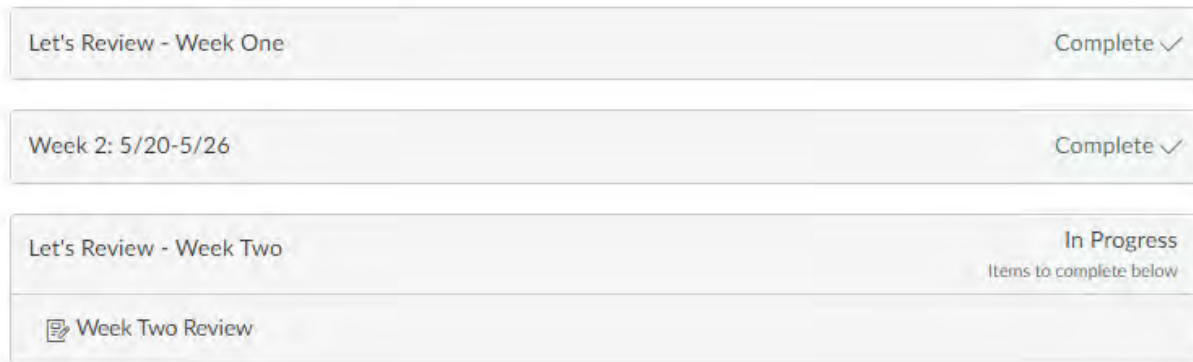 Let's Review - Week One Complete
Week 2: 5/20-5/26 Complete
Let's Review - Week Two In Progress
Items to complete below
Week Two Review